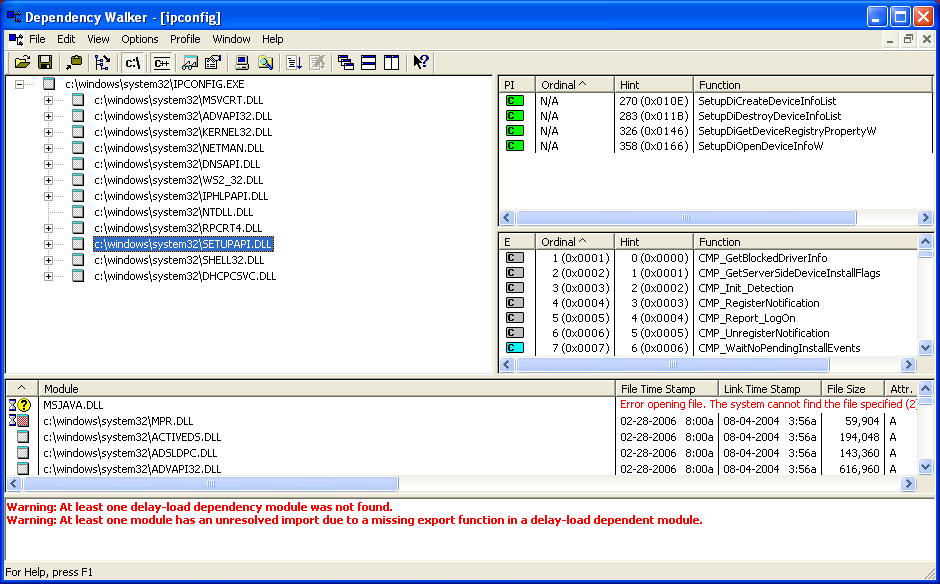 Dependency Walker - [ipconfig]
File Edit View Options Profile Window Help
c:\ C++
c:\windows\system32\IPCONFIG.EXE
c:\windows\system32\MSVCRT.DLL
c:\windows\system32\ADVAPI32.DLL
c:\windows\system32\KERNEL32.DLL
c:\windows\system32\NETMAN.DLL
c:\windows\system32\DNSAPI.DLL
c:\windows\system32\WS2_32.DLL
c:\windows\system32\IPHLPAPI.DLL
c:\windows\system32\NTDLL.DLL
c:\windows\system32\RPCRT4.DLL
c:\windows\system32\SETUPAPI.DLL
c:\windows\system32\SHELL32.DLL
c:\windows\system32\DHCPCSVC.DLL
PI Ordinal ^ Hint Function
C N/A 270 (0x010E) SetupDiCreateDeviceInfoList
C N/A 283 (0x011B) SetupDiDestroyDeviceInfoList
C N/A 326 (0x0146) SetupDiGetDeviceRegistryPropertyW
C N/A 358 (0x0166) SetupDiOpenDeviceInfoW
E Ordinal ^ Hint Function
C 1 (0x0001) 0 (0x0000) CMP_GetBlockedDriverInfo
C 2 (0x0002) 1 (0x0001) CMP_GetServerSideDeviceInstallFlags
C 3 (0x0003) 2 (0x0002) CMP_Init_Detection
C 4 (0x0004) 3 (0x0003) CMP_RegisterNotification
C 5 (0x0005) 4 (0x0004) CMP_Report_LogOn
C 6 (0x0006) 5 (0x0005) CMP_UnregisterNotification
C 7 (0x0007) 6 (0x0006) CMP_WaitNoPendingInstallEvents
^ Module File Time Stamp Link Time Stamp File Size Attr.
? MSJAVA.DLL Error opening file. The system cannot find the file specified (2
c:\windows\system32\MPR.DLL 02-28-2006 8:00a 08-04-2004 3:56a 59,904 A
c:\windows\system32\ACTIVEDS.DLL 02-28-2006 8:00a 08-04-2004 3:56a 194,048 A
c:\windows\system32\ADSLDPC.DLL 02-28-2006 8:00a 08-04-2004 3:56a 143,360 A
c:\windows\system32\ADVAPI32.DLL 02-28-2006 8:00a 08-04-2004 3:56a 616,960 A
Warning: At least one delay-load dependency module was not found.
Warning: At least one module has an unresolved import due to a missing export function in a delay-load dependent module.
For Help, press F1